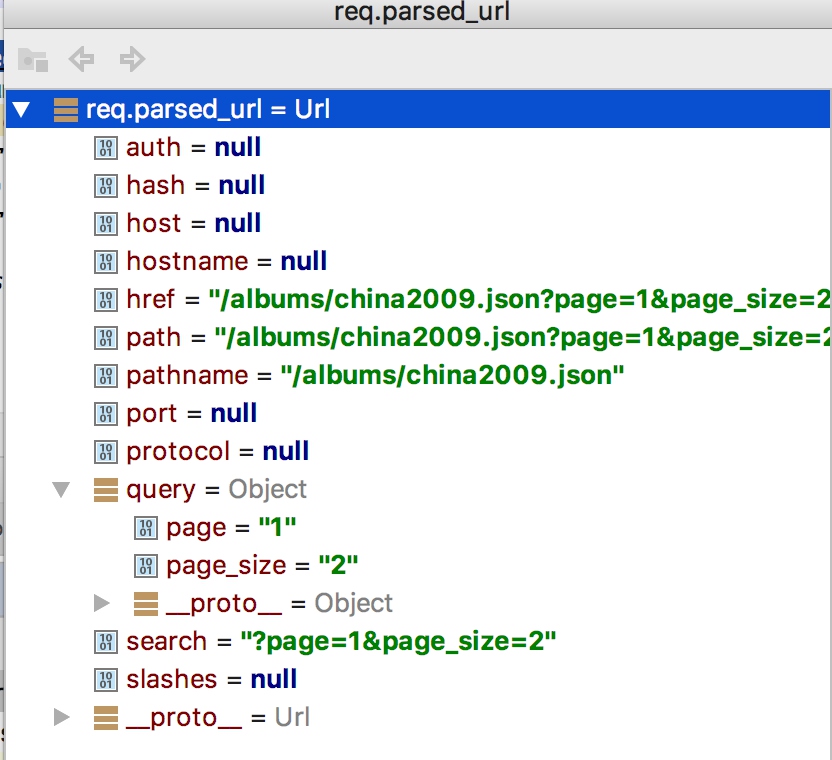 req.parsed_url
req.parsed_url = Url
auth = null
hash = null
host = null
hostname = null
href = "/albums/china2009.json?page=1&page_size=2
path = "/albums/china2009.json?page=1&page_size=2
pathname = "/albums/china2009.json"
port = null
protocol = null
query = Object
page = "1"
page_size = "2"
__proto__ = Object
search = "?page=1&page_size=2"
slashes = null
__proto__ = Url